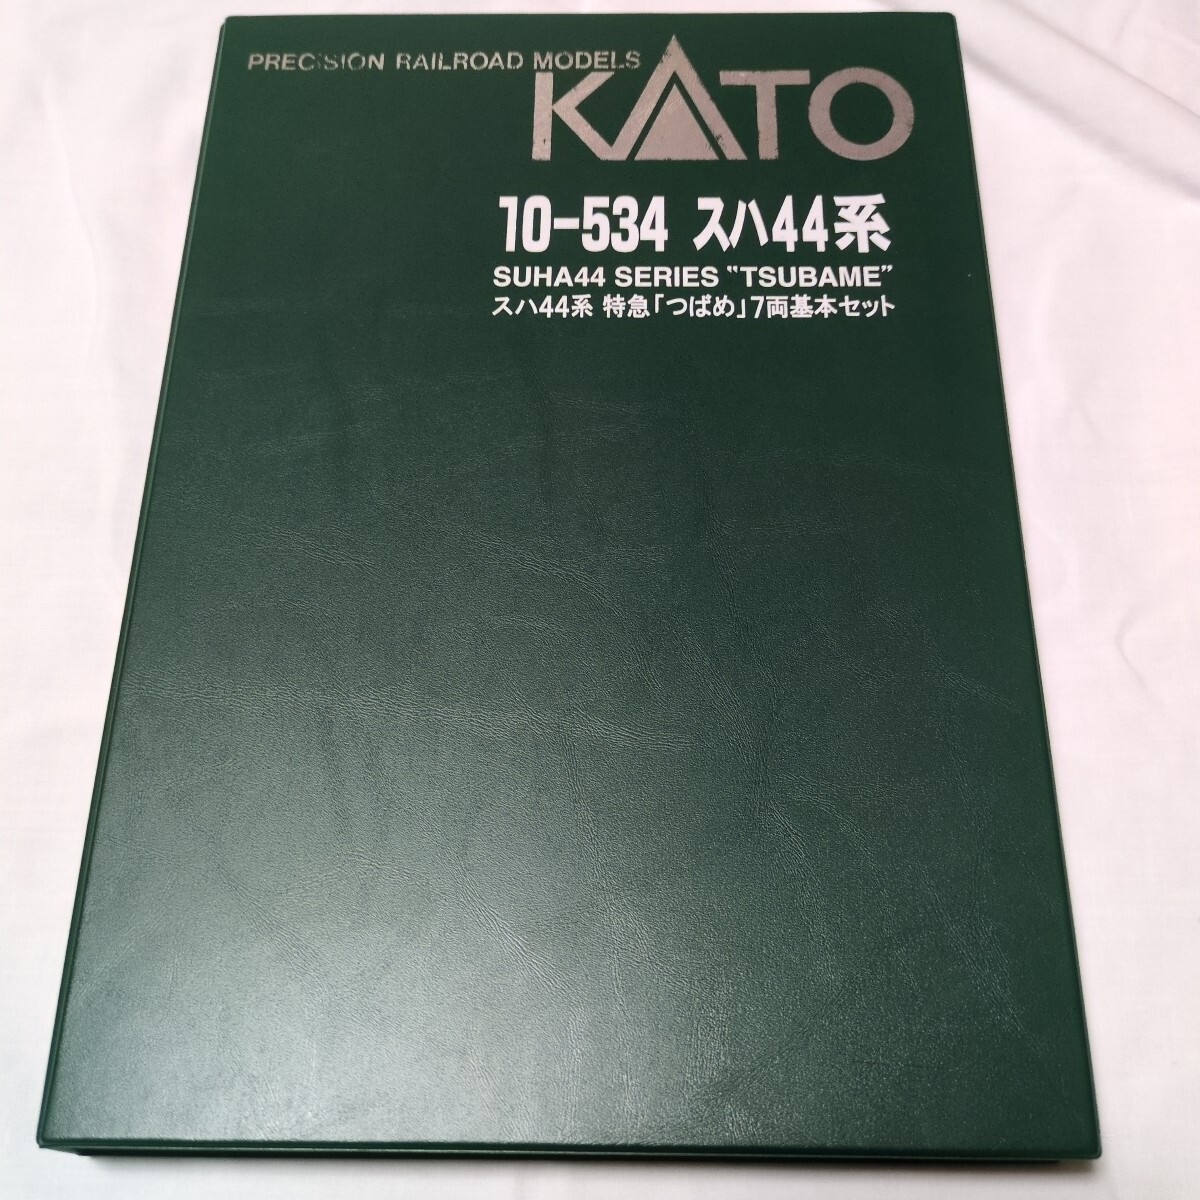 PRECISION RAILROAD MODELS
KATO
10-534 スハ44系
SUHA44 SERIES “TSUBAME”
スハ44系 特急「つばめ」7両基本セット